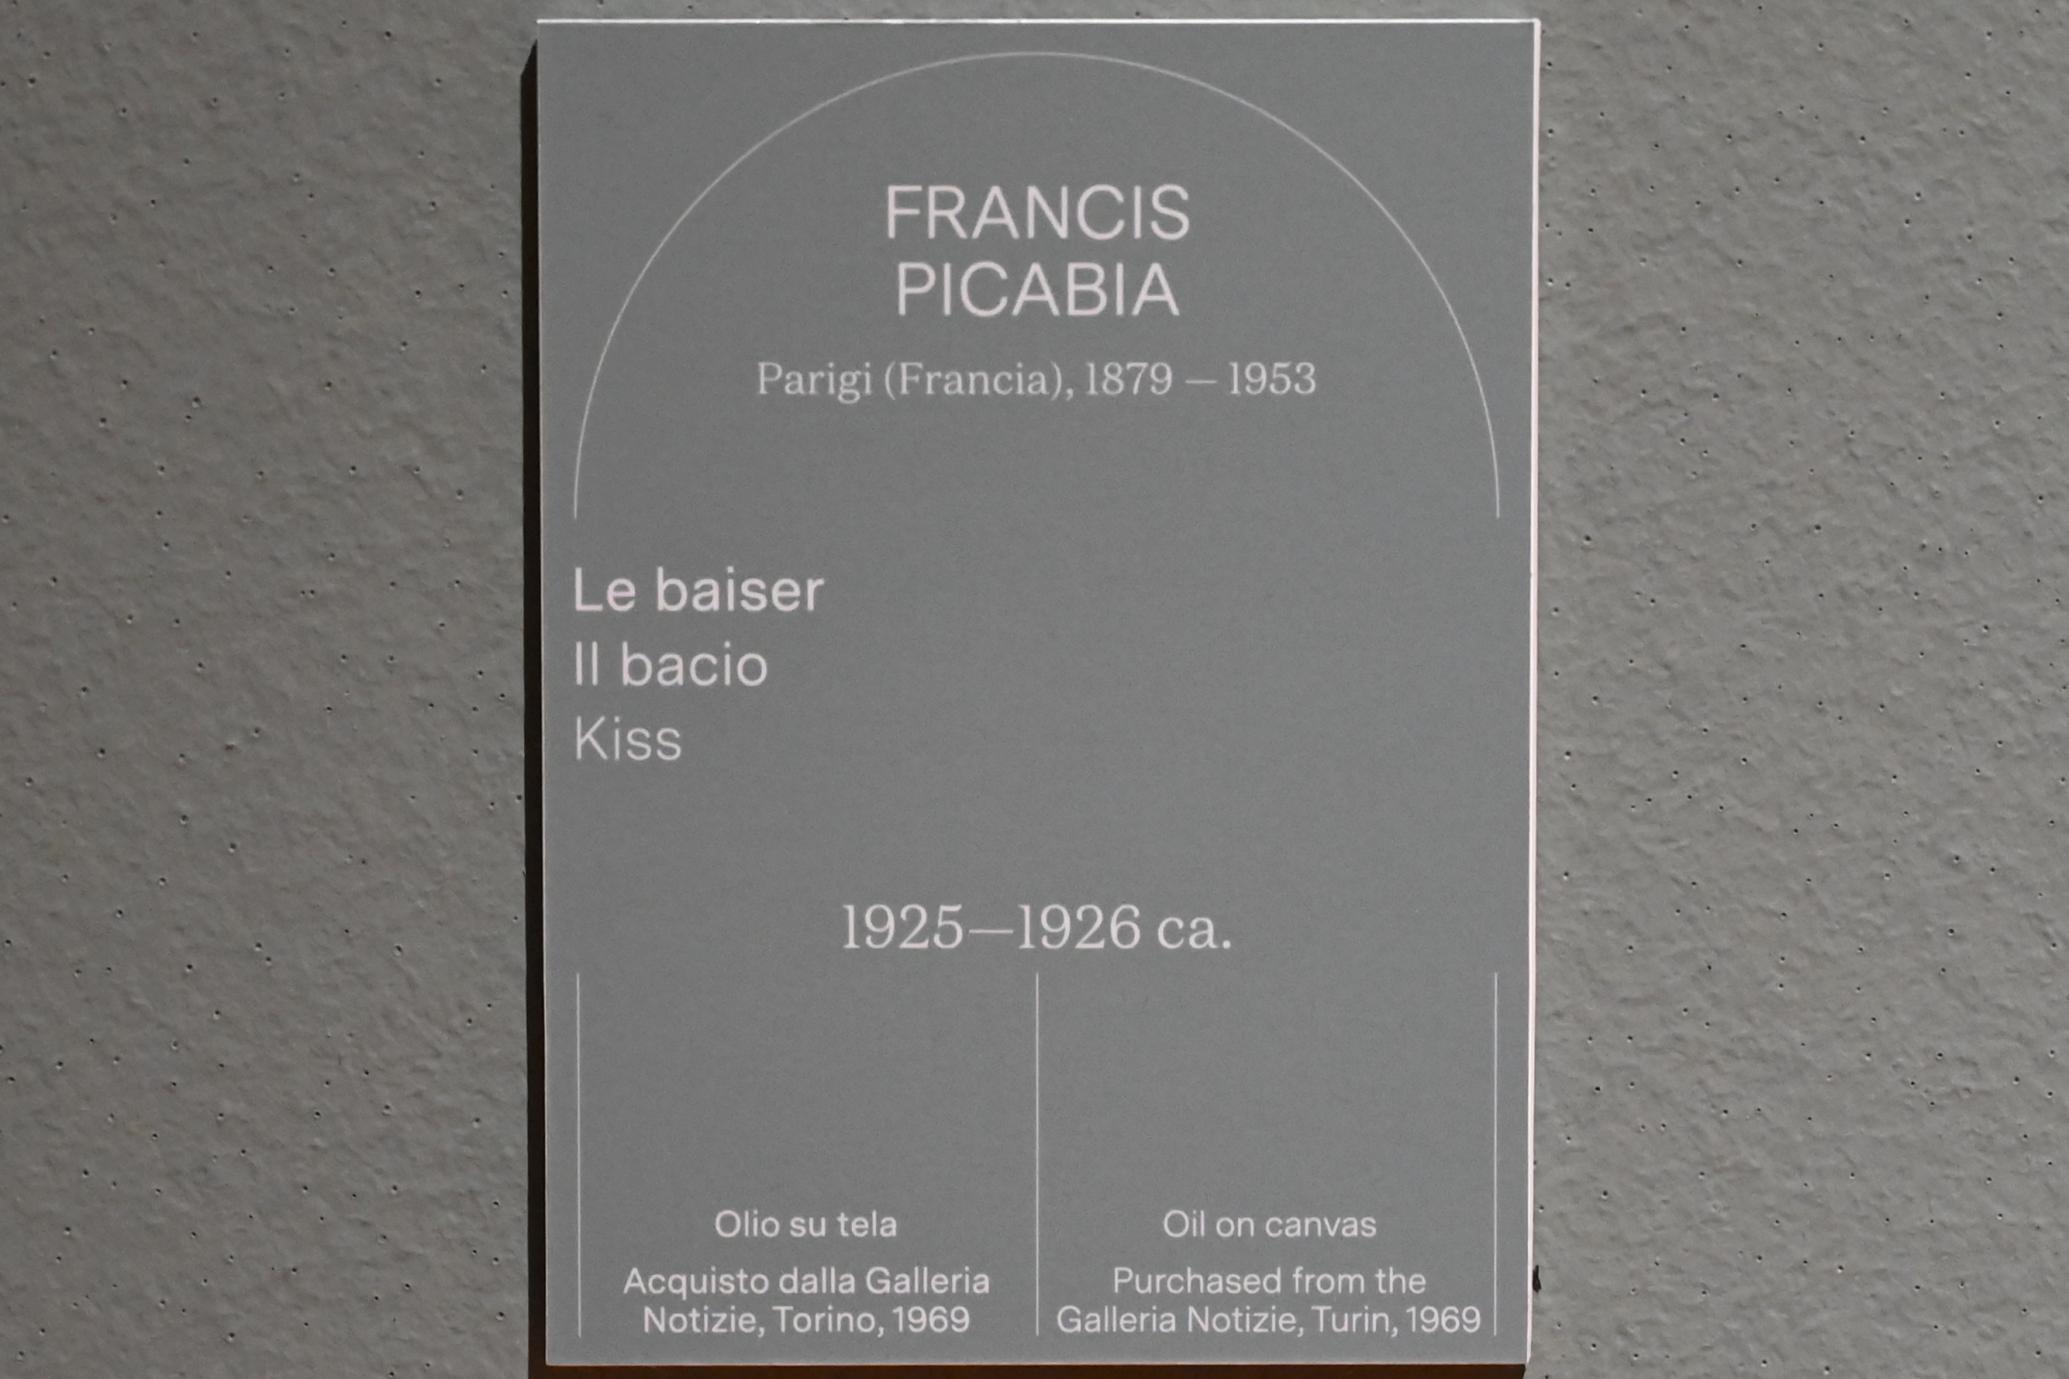 FRANCIS
PICABIA
Parigi (Francia), 1879 – 1953
Le baiser
Il bacio
Kiss
1925—1926 ca.
Olio su tela
Acquisto dalla Galleria
Notizie, Torino, 1969
Oil on canvas
Purchased from the
Galleria Notizie, Turin, 1969